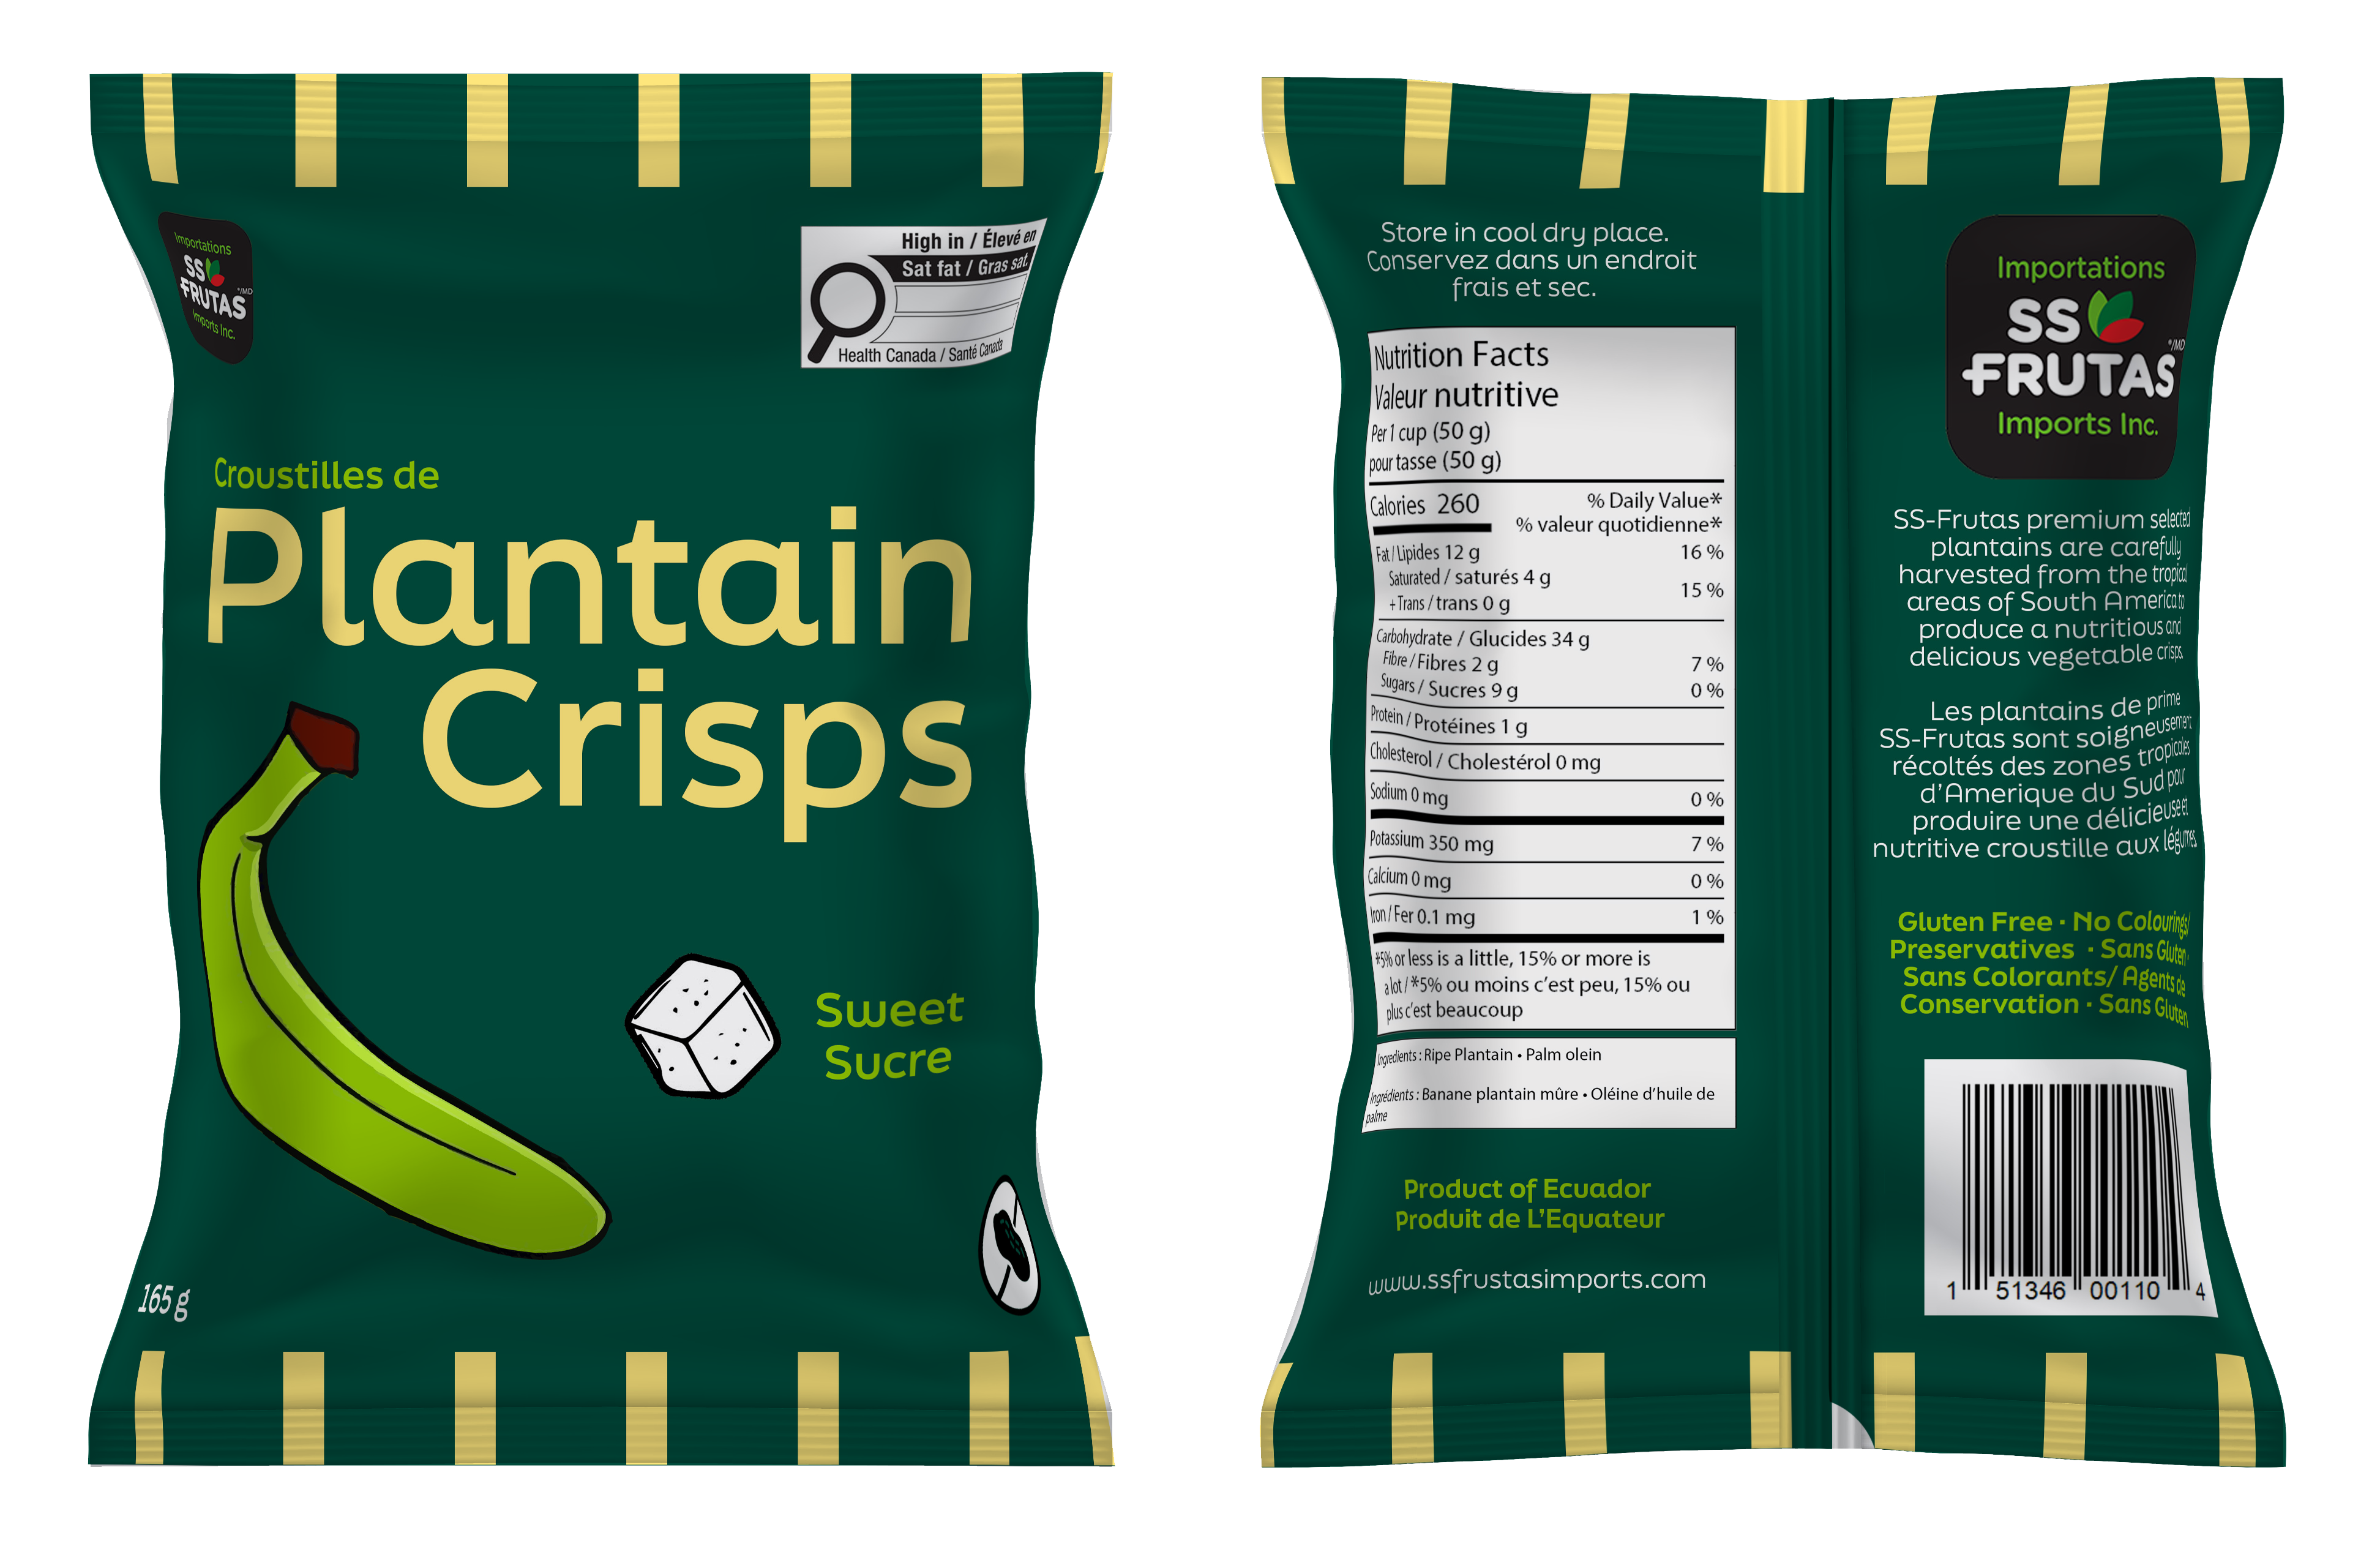 Importations
SS
FRUTAS
*/MD
Imports Inc.
High in / Élevé en
Sat fat / Gras sat.
Health Canada / Santé Canada
Croustilles de
Plantain
Crisps
Sweet
Sucre
165 g
Store in cool dry place.
Conservez dans un endroit
frais et sec.
Nutrition Facts
Valeur nutritive
Per 1 cup (50 g)
pour tasse (50 g)
Calories 260
% Daily Value*
% valeur quotidienne*
Fat / Lipides 12 g 16 %
Saturated / saturés 4 g
+ Trans / trans 0 g
15 %
Carbohydrate / Glucides 34 g
Fibre / Fibres 2 g 7 %
Sugars / Sucres 9 g 0 %
Protein / Protéines 1 g
Cholesterol / Cholestérol 0 mg
Sodium 0 mg 0 %
Potassium 350 mg 7 %
Calcium 0 mg 0 %
Iron / Fer 0.1 mg 1 %
*5% or less is a little, 15% or more is
a lot / *5% ou moins c'est peu, 15% ou
plus c'est beaucoup
Ingredients : Ripe Plantain • Palm olein
Ingrédients : Banane plantain mûre • Oléine d'huile de
palme
Product of Ecuador
Produit de L'Equateur
www.ssfrustasimports.com
Importations
SS
FRUTAS
*/MD
Imports Inc.
SS-Frutas premium selected
plantains are carefully
harvested from the tropical
areas of South America to
produce a nutritious and
delicious vegetable crisps.
Les plantains de prime
SS-Frutas sont soigneusement
récoltés des zones tropicales
d'Amerique du Sud pour
produire une délicieuse et
nutritive croustille aux légumes.
Gluten Free · No Colourings/
Preservatives · Sans Gluten·
Sans Colorants/ Agents de
Conservation · Sans Gluten
1 51346 00110 4